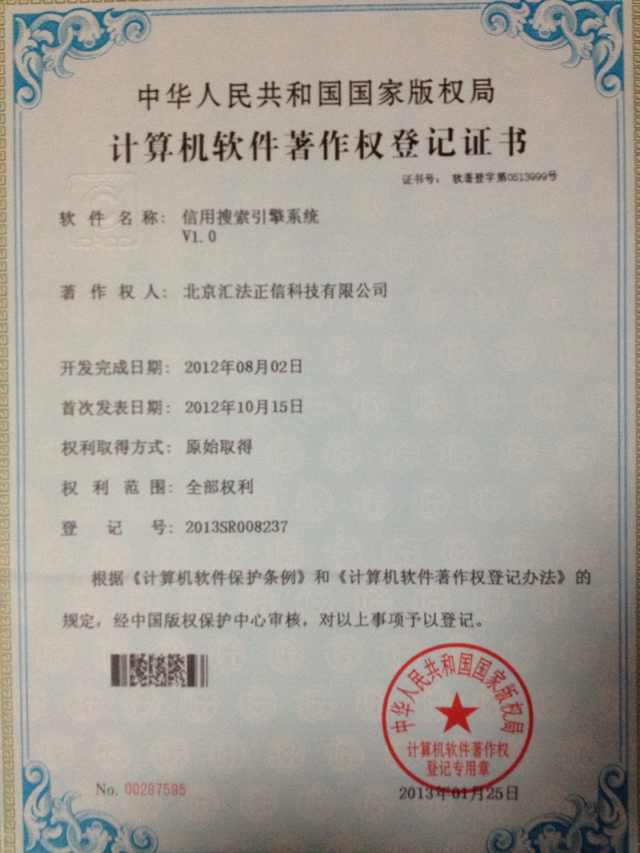 中华人民共和国国家版权局
计算机软件著作权登记证书
证书号： 软著登字第0513999号
软件名称： 信用搜索引擎系统
V1.0
著作权人： 北京汇法正信科技有限公司
开发完成日期： 2012年08月02日
首次发表日期： 2012年10月15日
权利取得方式： 原始取得
权利范围： 全部权利
登记号： 2013SR008237
根据《计算机软件保护条例》和《计算机软件著作权登记办法》的
规定，经中国版权保护中心审核，对以上事项予以登记。
中华人民共和国国家版权局
计算机软件著作权
登记专用章
No. 00287595
2013年01月25日